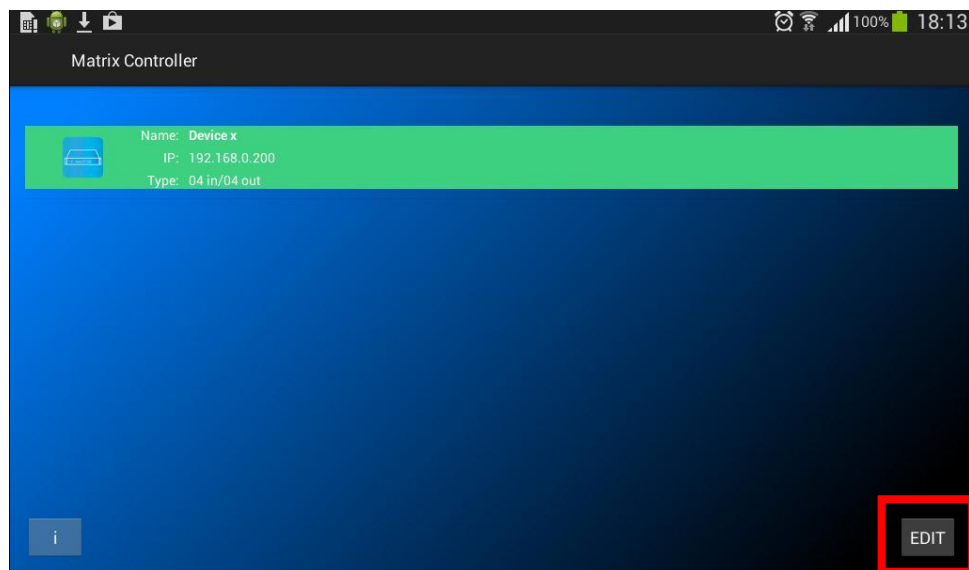 100% 18:13
Matrix Controller
Name: Device x
IP: 192.168.0.200
Type: 04 in/04 out
i
EDIT